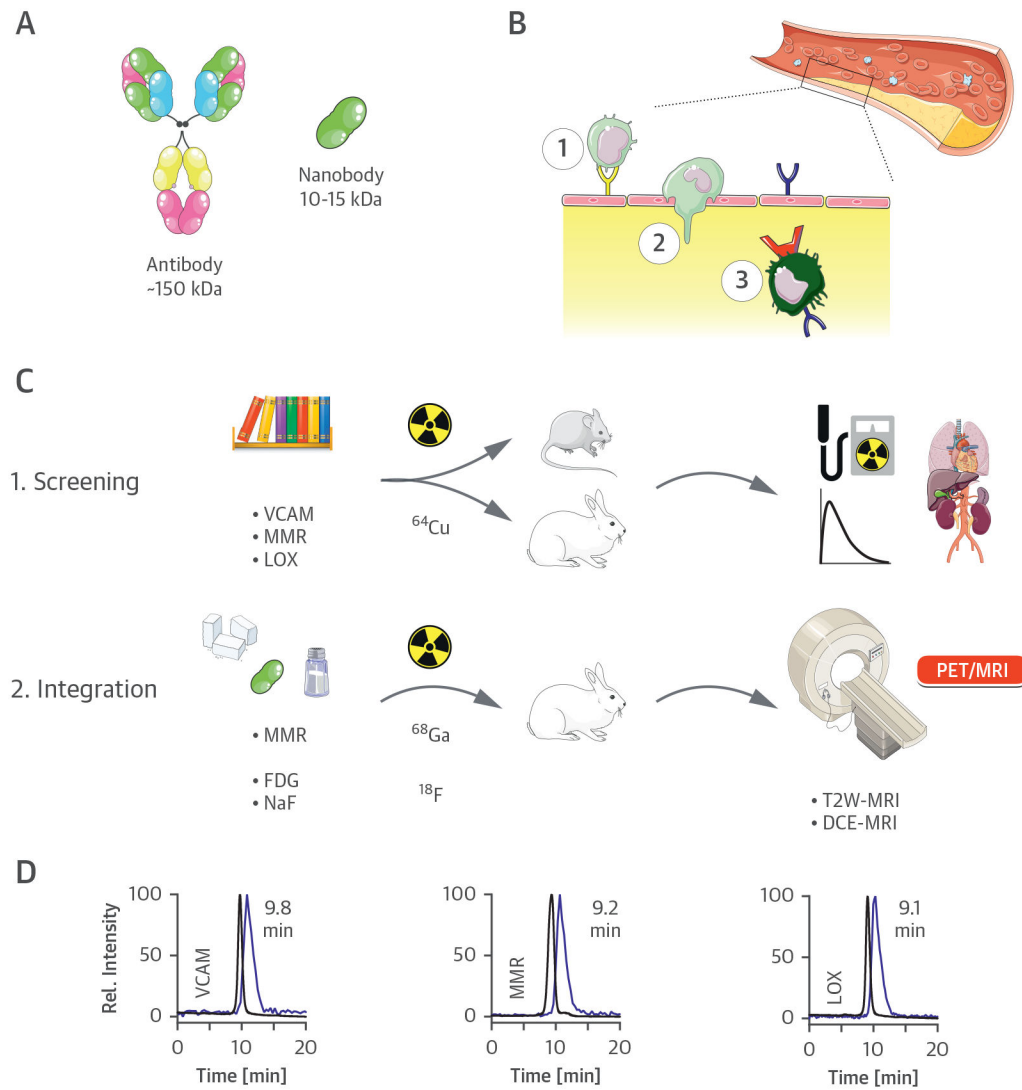 A
Nanobody
10-15 kDa
Antibody
~150 kDa
B
1
2
3
C
1. Screening
• VCAM
• MMR
• LOX
⁶⁴Cu
2. Integration
• MMR
• FDG
• NaF
⁶⁸Ga
¹⁸F
PET/MRI
• T2W-MRI
• DCE-MRI
D
Rel. Intensity
100
50
0
VCAM
9.8
min
0 10 20
Time [min]
100
50
0
MMR
9.2
min
0 10 20
Time [min]
100
50
0
LOX
9.1
min
0 10 20
Time [min]